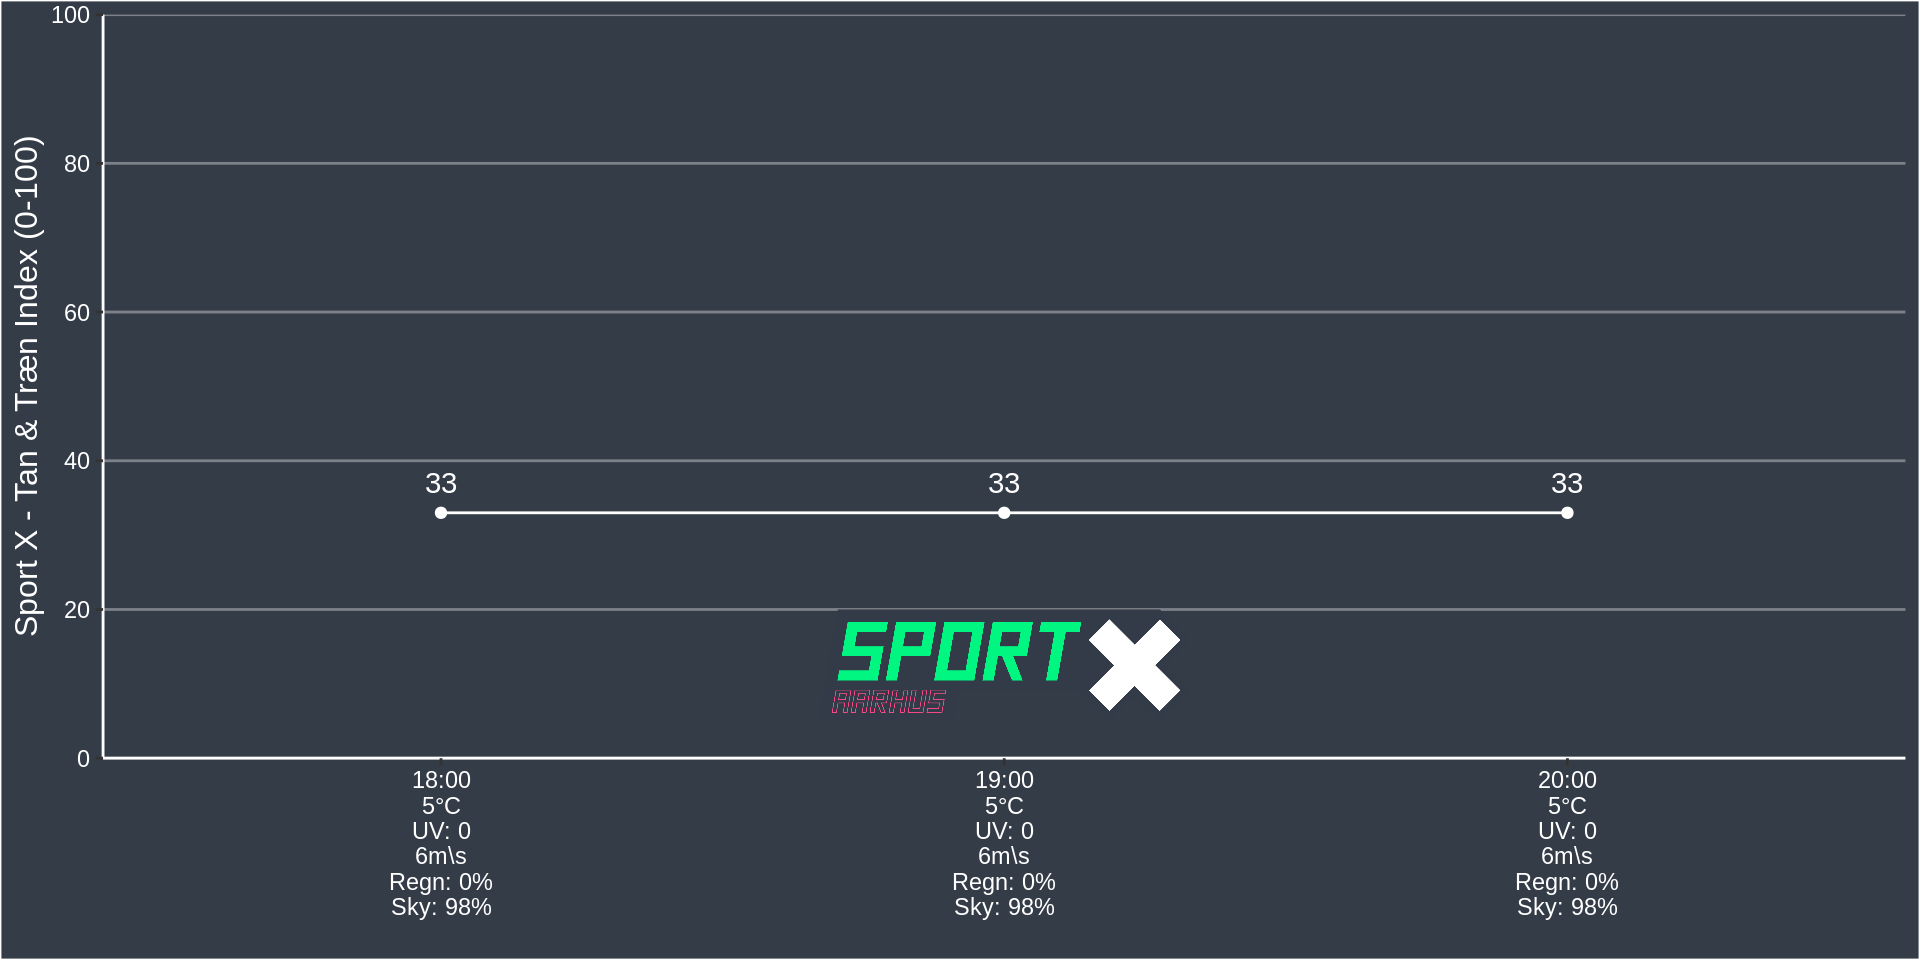 Sport X - Tan & Træn Index (0-100)
100
80
60
40
20
0
33
33
33
SPORT X
AARHUS
18:00
5°C
UV: 0
6m\s
Regn: 0%
Sky: 98%
19:00
5°C
UV: 0
6m\s
Regn: 0%
Sky: 98%
20:00
5°C
UV: 0
6m\s
Regn: 0%
Sky: 98%